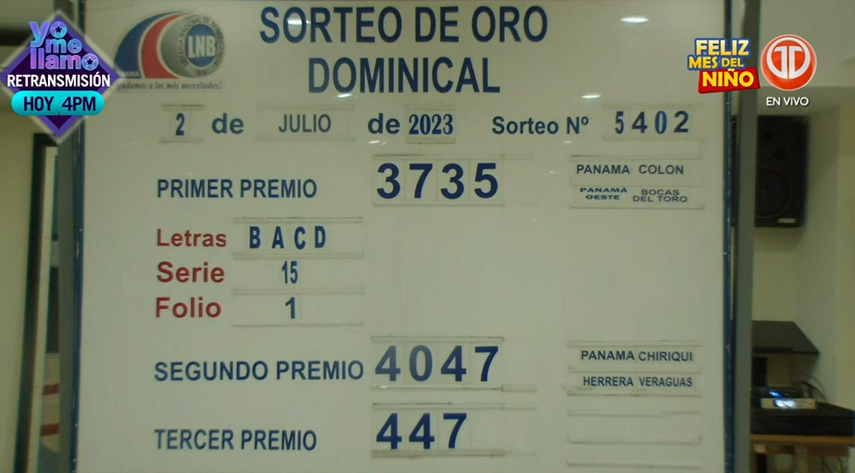 yo
me
llamo
RETRANSMISIÓN
HOY 4PM
LNB
SORTEO DE ORO
DOMINICAL
FELIZ
MES DEL
NIÑO
EN VIVO
2 de JULIO de 2023 Sorteo Nº 5402
PRIMER PREMIO 3735
PANAMA COLON
PANAMÁ OESTE BOCAS DEL TORO
Letras B A C D
Serie 15
Folio 1
SEGUNDO PREMIO 4047
PANAMA CHIRIQUI
HERRERA VERAGUAS
TERCER PREMIO 447